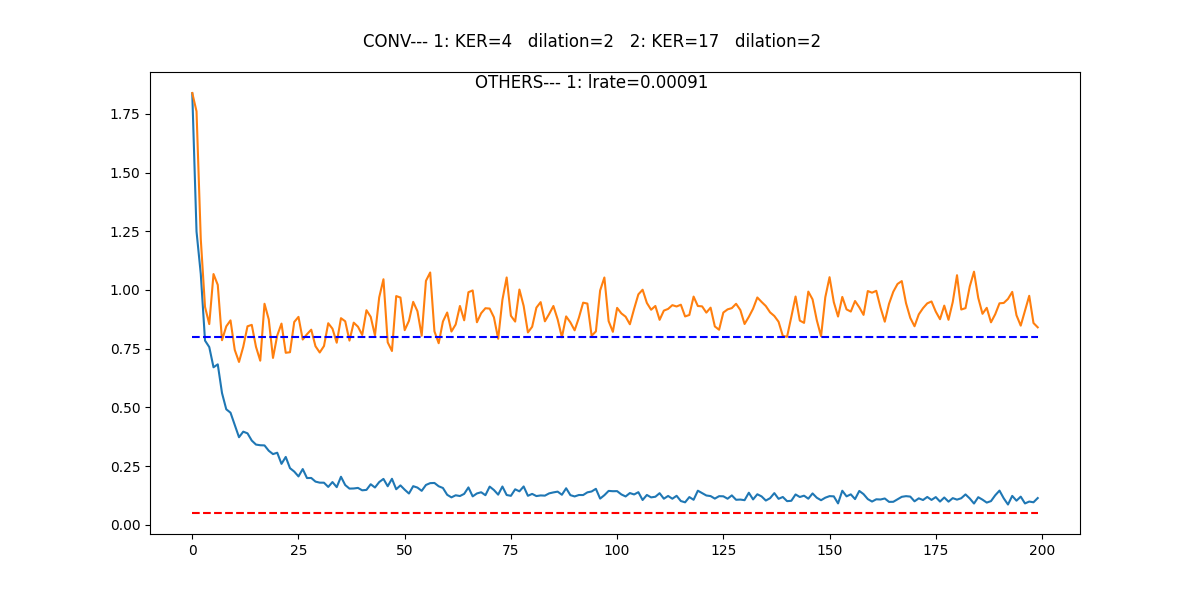 CONV--- 1: KER=4   dilation=2   2: KER=17   dilation=2
OTHERS--- 1: lrate=0.00091
1.75
1.50
1.25
1.00
0.75
0.50
0.25
0.00
0 25 50 75 100 125 150 175 200